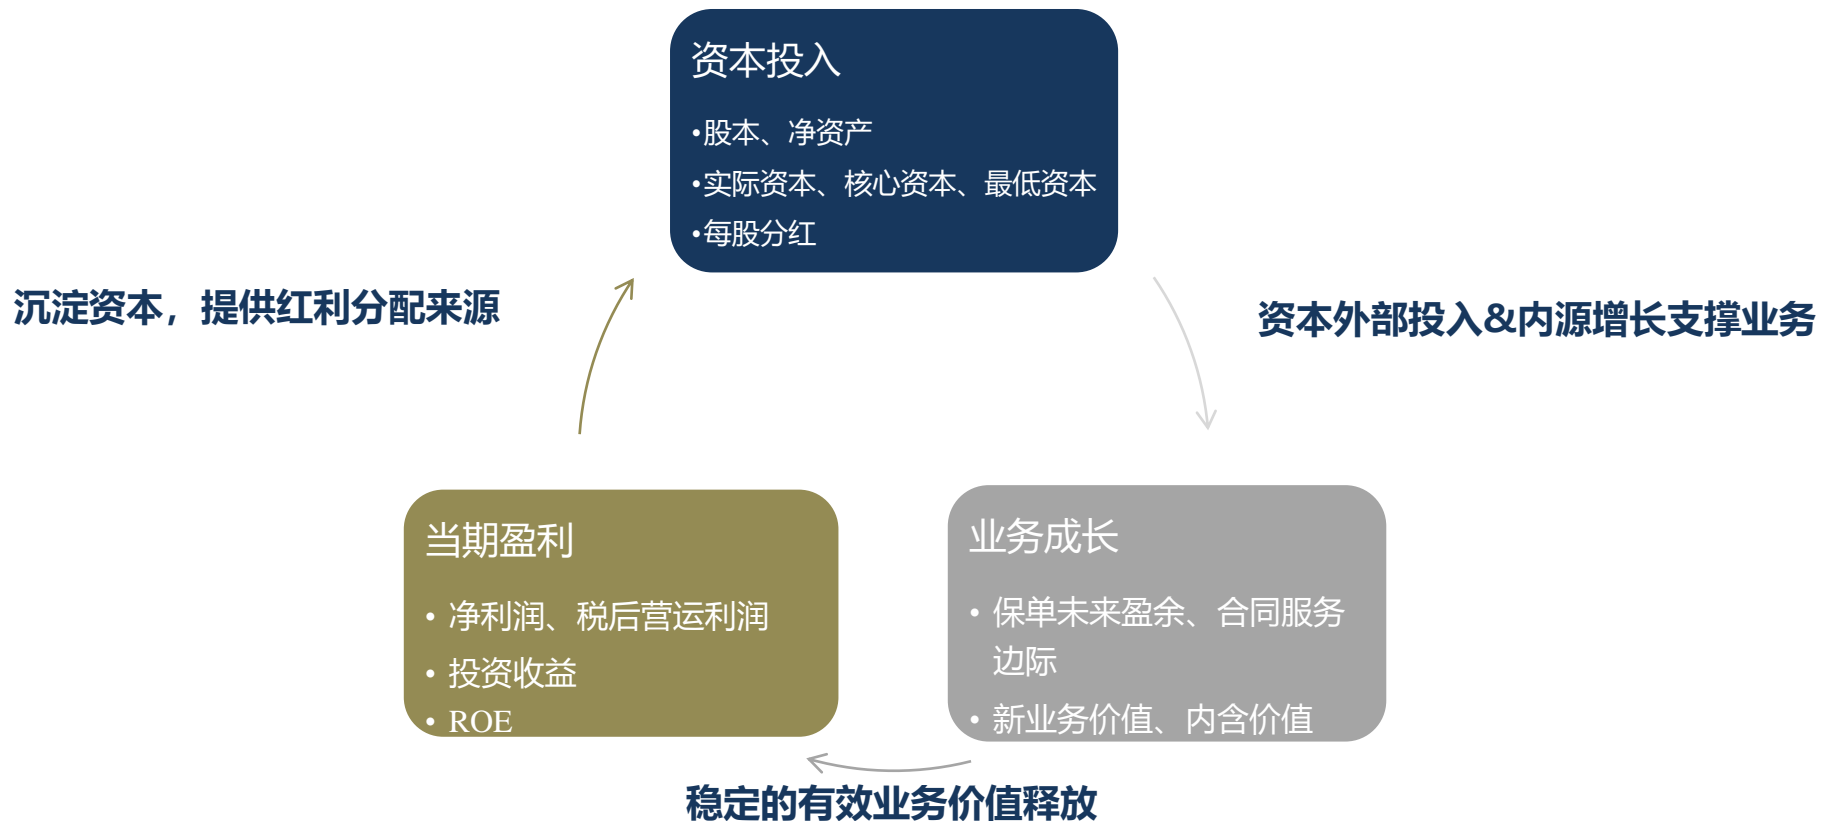 资本投入
•股本、净资产
•实际资本、核心资本、最低资本
•每股分红
沉淀资本，提供红利分配来源
资本外部投入&内源增长支撑业务
当期盈利
• 净利润、税后营运利润
• 投资收益
• ROE
业务成长
• 保单未来盈余、合同服务
边际
• 新业务价值、内含价值
稳定的有效业务价值释放